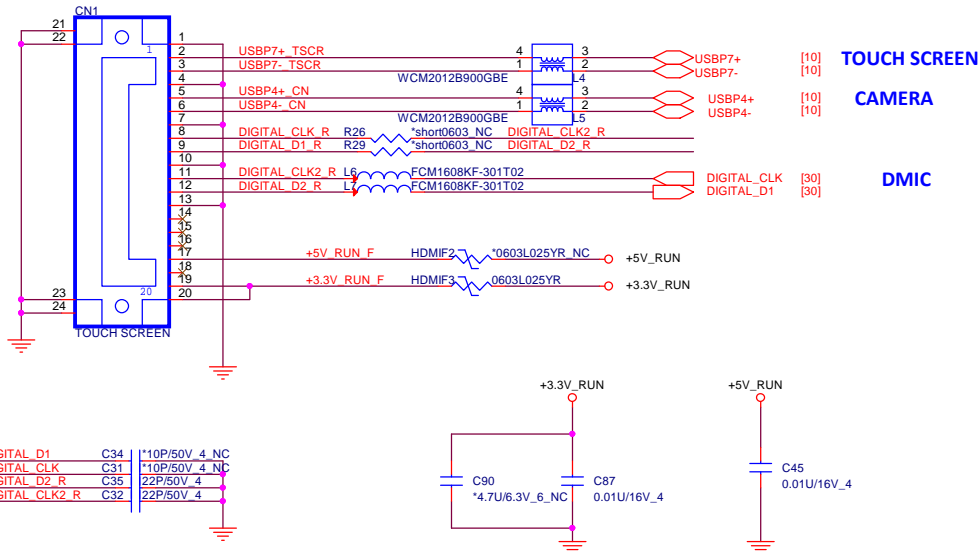 CN1
21
22
1
1
2 USBP7+_TSCR 4 3 USBP7+ [10] TOUCH SCREEN
3 USBP7-_TSCR 1 2 USBP7- [10]
4 WCM2012B900GBE L4
5 USBP4+_CN 4 3 USBP4+ [10] CAMERA
6 USBP4-_CN 1 2 USBP4- [10]
7 WCM2012B900GBE L5
8 DIGITAL_CLK_R R26 *short0603_NC DIGITAL_CLK2_R
9 DIGITAL_D1_R R29 *short0603_NC DIGITAL_D2_R
10
11 DIGITAL_CLK2_R L6 FCM1608KF-301T02 DIGITAL_CLK [30] DMIC
12 DIGITAL_D2_R L7 FCM1608KF-301T02 DIGITAL_D1 [30]
13
14
15
16
17 +5V_RUN_F HDMIF2 *0603L025YR_NC +5V_RUN
18
19 +3.3V_RUN_F HDMIF3 0603L025YR +3.3V_RUN
23 20 20
24
TOUCH SCREEN
+3.3V_RUN +5V_RUN
GITAL_D1 C34 *10P/50V_4_NC
GITAL_CLK C31 *10P/50V_4_NC
GITAL_D2_R C35 22P/50V_4
GITAL_CLK2_R C32 22P/50V_4
C90 C87 C45
*4.7U/6.3V_6_NC 0.01U/16V_4 0.01U/16V_4